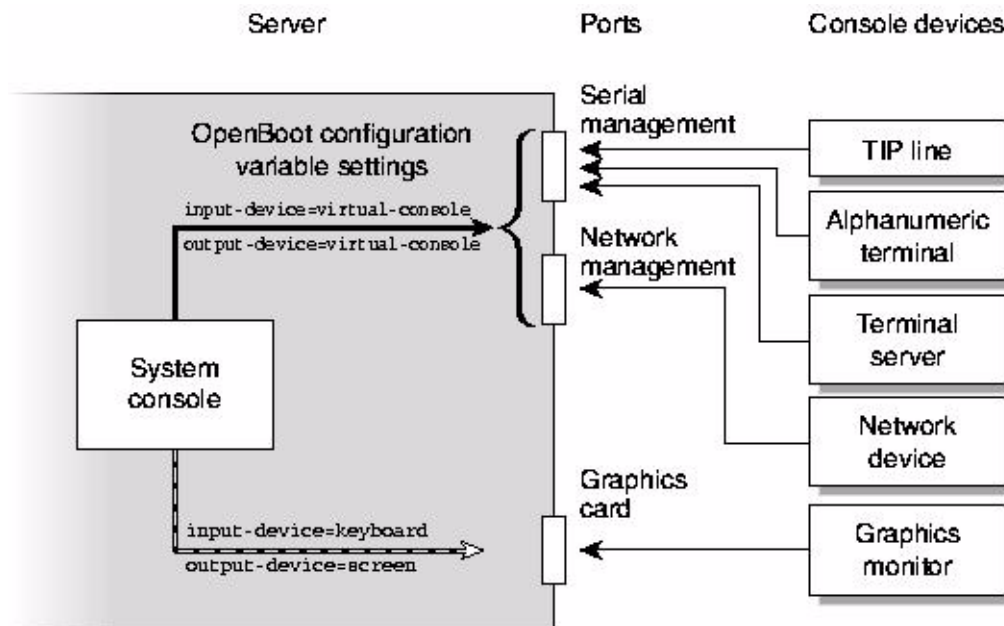 Server
Ports
Console devices
OpenBoot configuration
variable settings
input-device=virtual-console
output-device=virtual-console
System
console
input-device=keyboard
output-device=screen
Serial
management
Network
management
Graphics
card
TIP line
Alphanumeric
terminal
Terminal
server
Network
device
Graphics
monitor